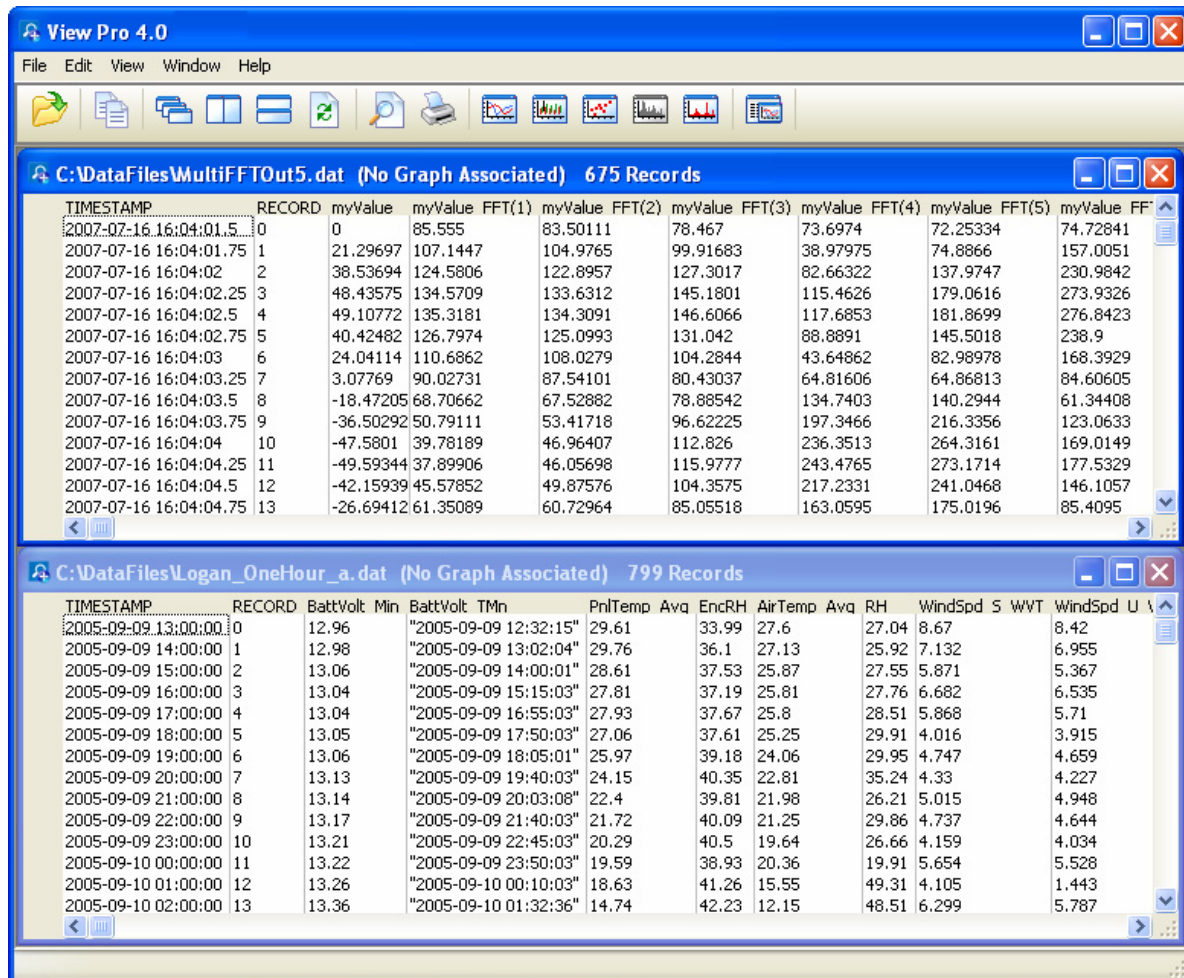 View Pro 4.0
File Edit View Window Help
C:\DataFiles\MultiFFTOut5.dat (No Graph Associated) 675 Records
TIMESTAMP RECORD myValue myValue_FFT(1) myValue_FFT(2) myValue_FFT(3) myValue_FFT(4) myValue_FFT(5) myValue_FF
2007-07-16 16:04:01.5 0 0 85.555 83.50111 78.467 73.6974 72.25334 74.72841
2007-07-16 16:04:01.75 1 21.29697 107.1447 104.9765 99.91683 38.97975 74.8866 157.0051
2007-07-16 16:04:02 2 38.53694 124.5806 122.8957 127.3017 82.66322 137.9747 230.9842
2007-07-16 16:04:02.25 3 48.43575 134.5709 133.6312 145.1801 115.4626 179.0616 273.9326
2007-07-16 16:04:02.5 4 49.10772 135.3181 134.3091 146.6066 117.6853 181.8699 276.8423
2007-07-16 16:04:02.75 5 40.42482 126.7974 125.0993 131.042 88.8891 145.5018 238.9
2007-07-16 16:04:03 6 24.04114 110.6862 108.0279 104.2844 43.64862 82.98978 168.3929
2007-07-16 16:04:03.25 7 3.07769 90.02731 87.54101 80.43037 64.81606 64.86813 84.60605
2007-07-16 16:04:03.5 8 -18.47205 68.70662 67.52882 78.88542 134.7403 140.2944 61.34408
2007-07-16 16:04:03.75 9 -36.50292 50.79111 53.41718 96.62225 197.3466 216.3356 123.0633
2007-07-16 16:04:04 10 -47.5801 39.78189 46.96407 112.826 236.3513 264.3161 169.0149
2007-07-16 16:04:04.25 11 -49.59344 37.89906 46.05698 115.9777 243.4765 273.1714 177.5329
2007-07-16 16:04:04.5 12 -42.15939 45.57852 49.87576 104.3575 217.2331 241.0468 146.1057
2007-07-16 16:04:04.75 13 -26.69412 61.35089 60.72964 85.05518 163.0595 175.0196 85.4095
C:\DataFiles\Logan_OneHour_a.dat (No Graph Associated) 799 Records
TIMESTAMP RECORD BattVolt_Min BattVolt_TMn PnlTemp_Avg EncRH AirTemp_Avg RH WindSpd_S_WVT WindSpd_U_
2005-09-09 13:00:00 0 12.96 "2005-09-09 12:32:15" 29.61 33.99 27.6 27.04 8.67 8.42
2005-09-09 14:00:00 1 12.98 "2005-09-09 13:02:04" 29.76 36.1 27.13 25.92 7.132 6.955
2005-09-09 15:00:00 2 13.06 "2005-09-09 14:00:01" 28.61 37.53 25.87 27.55 5.871 5.367
2005-09-09 16:00:00 3 13.04 "2005-09-09 15:15:03" 27.81 37.19 25.81 27.76 6.682 6.535
2005-09-09 17:00:00 4 13.04 "2005-09-09 16:55:03" 27.93 37.67 25.8 28.51 5.868 5.71
2005-09-09 18:00:00 5 13.05 "2005-09-09 17:50:03" 27.06 37.61 25.25 29.91 4.016 3.915
2005-09-09 19:00:00 6 13.06 "2005-09-09 18:05:01" 25.97 39.18 24.06 29.95 4.747 4.659
2005-09-09 20:00:00 7 13.13 "2005-09-09 19:40:03" 24.15 40.35 22.81 35.24 4.33 4.227
2005-09-09 21:00:00 8 13.14 "2005-09-09 20:03:08" 22.4 39.81 21.98 26.21 5.015 4.948
2005-09-09 22:00:00 9 13.17 "2005-09-09 21:40:03" 21.72 40.09 21.25 29.86 4.737 4.644
2005-09-09 23:00:00 10 13.21 "2005-09-09 22:45:03" 20.29 40.5 19.64 26.66 4.159 4.034
2005-09-10 00:00:00 11 13.22 "2005-09-09 23:50:03" 19.59 38.93 20.36 19.91 5.654 5.528
2005-09-10 01:00:00 12 13.26 "2005-09-10 00:10:03" 18.63 41.26 15.55 49.31 4.105 1.443
2005-09-10 02:00:00 13 13.36 "2005-09-10 01:32:36" 14.74 42.23 12.15 48.51 6.299 5.787